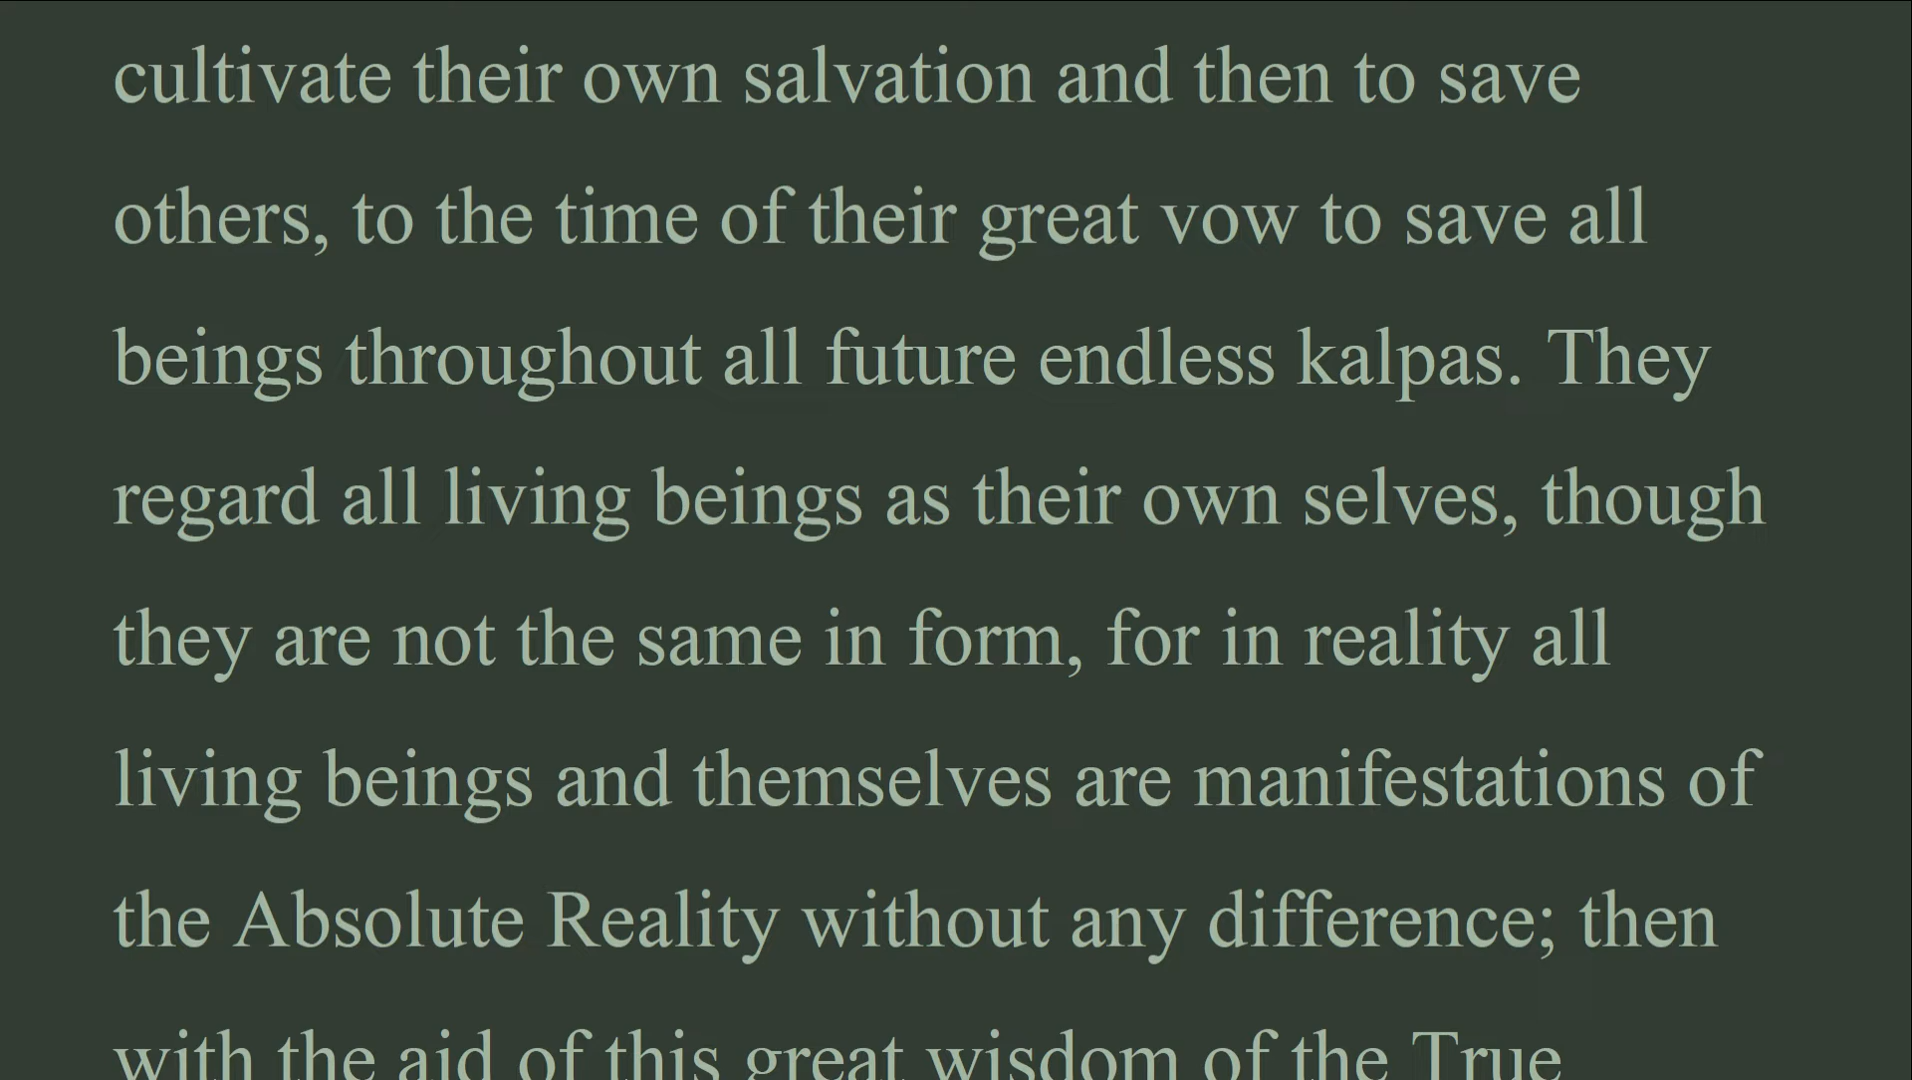 cultivate their own salvation and then to save
others, to the time of their great vow to save all
beings throughout all future endless kalpas. They
regard all living beings as their own selves, though
they are not the same in form, for in reality all
living beings and themselves are manifestations of
the Absolute Reality without any difference; then
with the aid of this great wisdom of the True